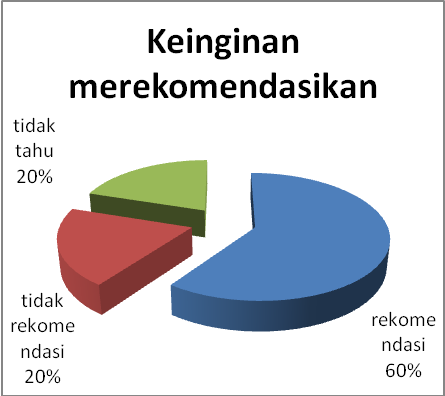 Keinginan
merekomendasikan
tidak
tahu
20%
tidak
rekome
ndasi
20%
rekome
ndasi
60%